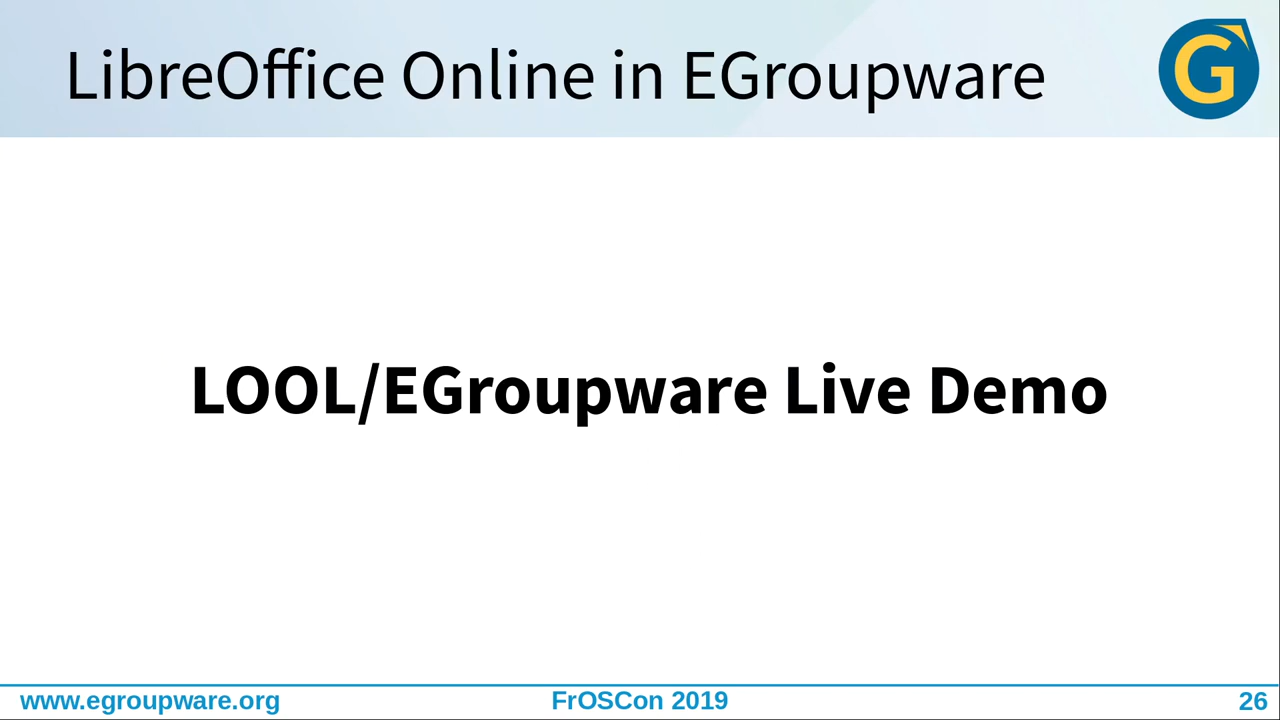 LibreOffice Online in EGroupware
G
LOOL/EGroupware Live Demo
www.egroupware.org
FrOSCon 2019
26